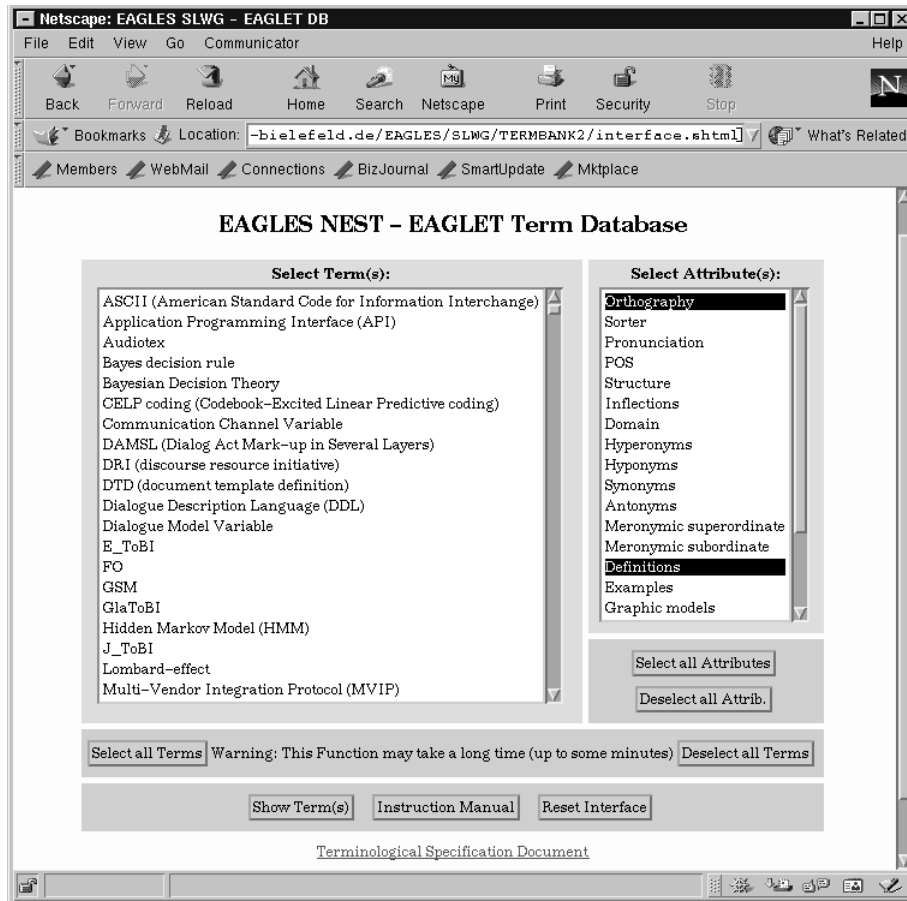 Netscape: EAGLES SLWG – EAGLET DB
File Edit View Go Communicator Help
Back Forward Reload Home Search Netscape Print Security Stop
My
N
Bookmarks Location: -bielefeld.de/EAGLES/SLWG/TERMBANK2/interface.shtml What's Related
Members WebMail Connections BizJournal SmartUpdate Mktplace
EAGLES NEST – EAGLET Term Database
Select Term(s):
ASCII (American Standard Code for Information Interchange)
Application Programming Interface (API)
Audiotex
Bayes decision rule
Bayesian Decision Theory
CELP coding (Codebook–Excited Linear Predictive coding)
Communication Channel Variable
DAMSL (Dialog Act Mark–up in Several Layers)
DRI (discourse resource initiative)
DTD (document template definition)
Dialogue Description Language (DDL)
Dialogue Model Variable
E_ToBI
FO
GSM
GlaToBI
Hidden Markov Model (HMM)
J_ToBI
Lombard–effect
Multi–Vendor Integration Protocol (MVIP)
Select Attribute(s):
Orthography
Sorter
Pronunciation
POS
Structure
Inflections
Domain
Hyperonyms
Hyponyms
Synonyms
Antonyms
Meronymic superordinate
Meronymic subordinate
Definitions
Examples
Graphic models
Select all Attributes
Deselect all Attrib.
Select all Terms Warning: This Function may take a long time (up to some minutes) Deselect all Terms
Show Term(s) Instruction Manual Reset Interface
Terminological Specification Document